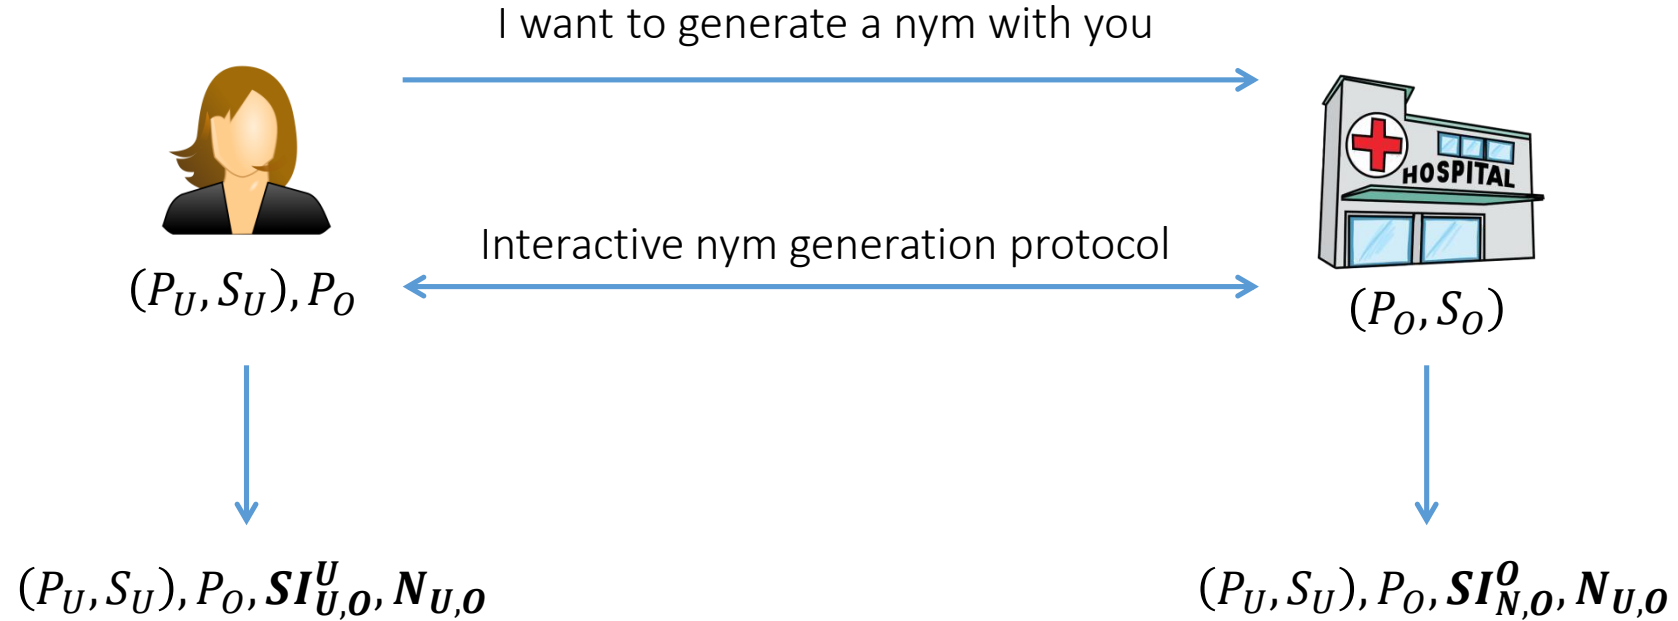 I want to generate a nym with you
HOSPITAL
Interactive nym generation protocol
(P_U, S_U), P_O
(P_O, S_O)
(P_U, S_U), P_O, SI^U_{U,O}, N_{U,O}
(P_U, S_U), P_O, SI^O_{N,O}, N_{U,O}